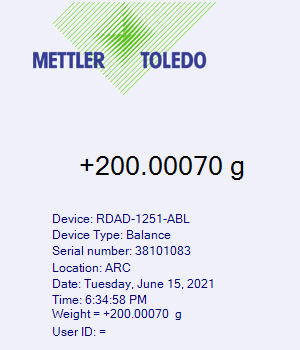 METTLER TOLEDO
+200.00070 g
Device: RDAD-1251-ABL
Device Type: Balance
Serial number: 38101083
Location: ARC
Date: Tuesday, June 15, 2021
Time: 6:34:58 PM
Weight = +200.00070 g
User ID: =